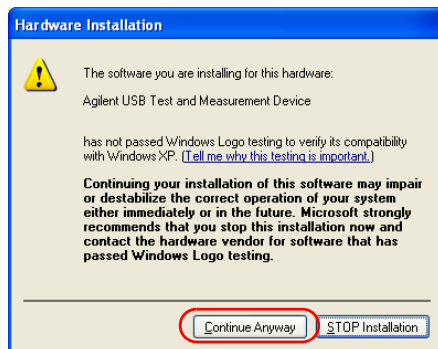 Hardware Installation
The software you are installing for this hardware:
Agilent USB Test and Measurement Device
has not passed Windows Logo testing to verify its compatibility
with Windows XP. (Tell me why this testing is important.)
Continuing your installation of this software may impair
or destabilize the correct operation of your system
either immediately or in the future. Microsoft strongly
recommends that you stop this installation now and
contact the hardware vendor for software that has
passed Windows Logo testing.
Continue Anyway STOP Installation